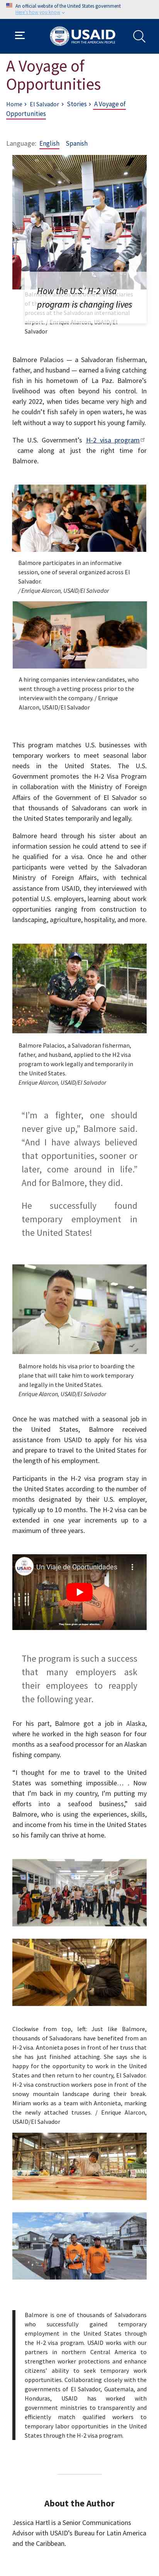 An official website of the United States government
Here's how you know
USAID
FROM THE AMERICAN PEOPLE
A Voyage of
Opportunities
Home › El Salvador › Stories › A Voyage of
Opportunities
Language: English Spanish
How the U.S.' H-2 visa
program is changing lives
process at the Salvadoran international
airport. / Enrique Alarcon, USAID/El
Salvador
Balmore Palacios — a Salvadoran fisherman,
father, and husband — earned a living catching
fish in his hometown of La Paz. Balmore's
livelihood was often beyond his control. In
early 2022, when tides became very high and
he couldn't fish safely in open waters, he was
left without a way to support his young family.
The U.S. Government's H-2 visa program
came along at just the right time for
Balmore.
Balmore participates in an informative
session, one of several organized across El
Salvador.
/ Enrique Alarcon, USAID/El Salvador
A hiring companies interview candidates, who
went through a vetting process prior to the
interview with the company. / Enrique
Alarcon, USAID/El Salvador
This program matches U.S. businesses with
temporary workers to meet seasonal labor
needs in the United States. The U.S.
Government promotes the H-2 Visa Program
in collaboration with the Ministry of Foreign
Affairs of the Government of El Salvador so
that thousands of Salvadorans can work in
the United States temporarily and legally.
Balmore heard through his sister about an
information session he could attend to see if
he qualified for a visa. Once he and other
participants were vetted by the Salvadoran
Ministry of Foreign Affairs, with technical
assistance from USAID, they interviewed with
potential U.S. employers, learning about work
opportunities ranging from construction to
landscaping, agriculture, hospitality, and more.
Balmore Palacios, a Salvadoran fisherman,
father, and husband, applied to the H2 visa
program to work legally and temporarily in
the United States.
Enrique Alarcon, USAID/El Salvador
“I'm a fighter, one should
never give up,” Balmore said.
“And I have always believed
that opportunities, sooner or
later, come around in life.”
And for Balmore, they did.
He successfully found
temporary employment in
the United States!
Balmore holds his visa prior to boarding the
plane that will take him to work temporary
and legally in the United States.
Enrique Alarcon, USAID/El Salvador
Once he was matched with a seasonal job in
the United States, Balmore received
assistance from USAID to apply for his visa
and prepare to travel to the United States for
the length of his employment.
Participants in the H-2 visa program stay in
the United States according to the number of
months designated by their U.S. employer,
typically up to 10 months. The H-2 visa can be
extended in one year increments up to a
maximum of three years.
Un Viaje de Oportunidades
The program is such a success
that many employers ask
their employees to reapply
the following year.
For his part, Balmore got a job in Alaska,
where he worked in the high season for four
months as a seafood processor for an Alaskan
fishing company.
“I thought for me to travel to the United
States was something impossible… . Now
that I'm back in my country, I'm putting my
efforts into a seafood business,” said
Balmore, who is using the experiences, skills,
and income from his time in the United States
so his family can thrive at home.
Clockwise from top, left: Just like Balmore,
thousands of Salvadorans have benefited from an
H-2 visa. Antonieta poses in front of her truss that
she has just finished attaching. She says she is
happy for the opportunity to work in the United
States and then return to her country, El Salvador.
H-2 visa construction workers pose in front of the
snowy mountain landscape during their break.
Miriam works as a team with Antonieta, marking
the newly attached trusses. / Enrique Alarcon,
USAID/El Salvador
Balmore is one of thousands of Salvadorans
who successfully gained temporary
employment in the United States through
the H-2 visa program. USAID works with our
partners in northern Central America to
strengthen worker protections and enhance
citizens' ability to seek temporary work
opportunities. Collaborating closely with the
governments of El Salvador, Guatemala, and
Honduras, USAID has worked with
government ministries to transparently and
efficiently match qualified workers to
temporary labor opportunities in the United
States through the H-2 visa program.
About the Author
Jessica Hartl is a Senior Communications
Advisor with USAID's Bureau for Latin America
and the Caribbean.